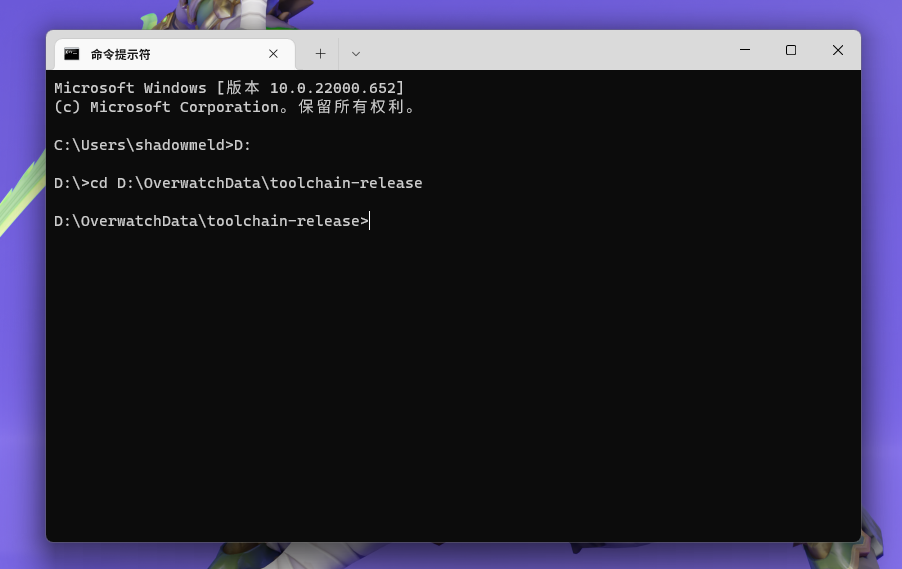 命令提示符
Microsoft Windows [版本 10.0.22000.652]
(c) Microsoft Corporation。保留所有权利。
C:\Users\shadowmeld>D:
D:\>cd D:\OverwatchData\toolchain-release
D:\OverwatchData\toolchain-release>